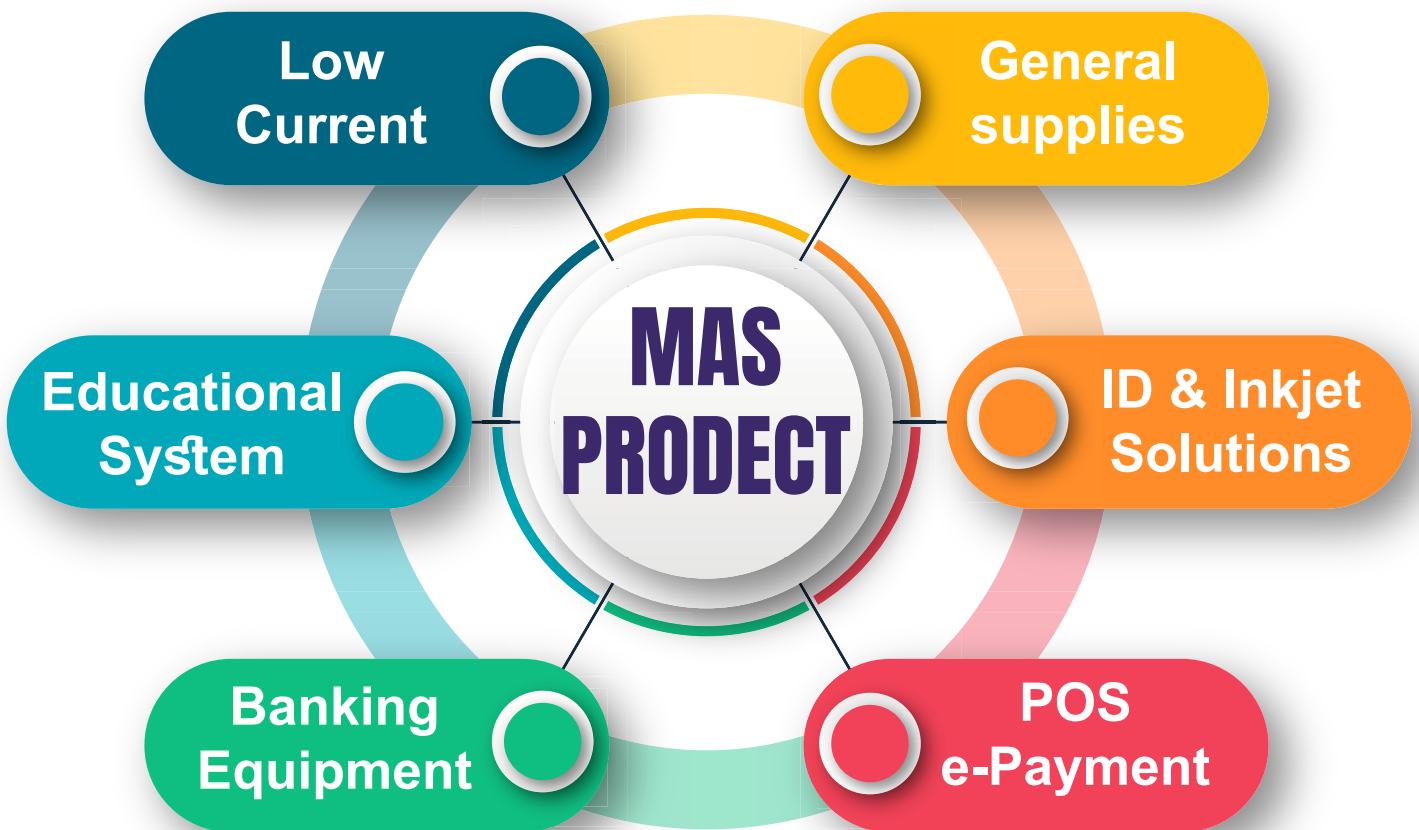 Low
Current
General
supplies
MAS
PRODECT
Educational
System
ID & Inkjet
Solutions
Banking
Equipment
POS
e-Payment